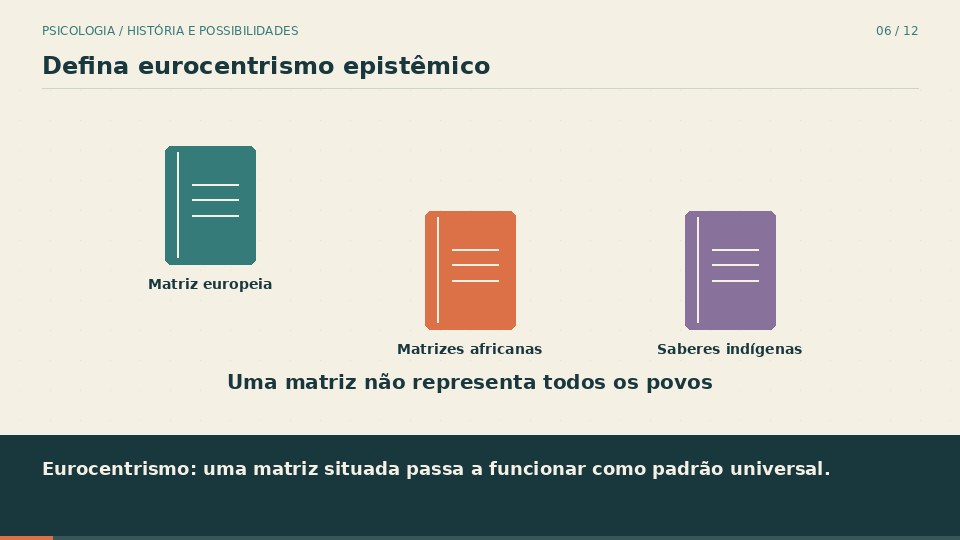 PSICOLOGIA / HISTÓRIA E POSSIBILIDADES
06 / 12
Defina eurocentrismo epistêmico
Matriz europeia
Matrizes africanas
Saberes indígenas
Uma matriz não representa todos os povos
Eurocentrismo: uma matriz situada passa a funcionar como padrão universal.